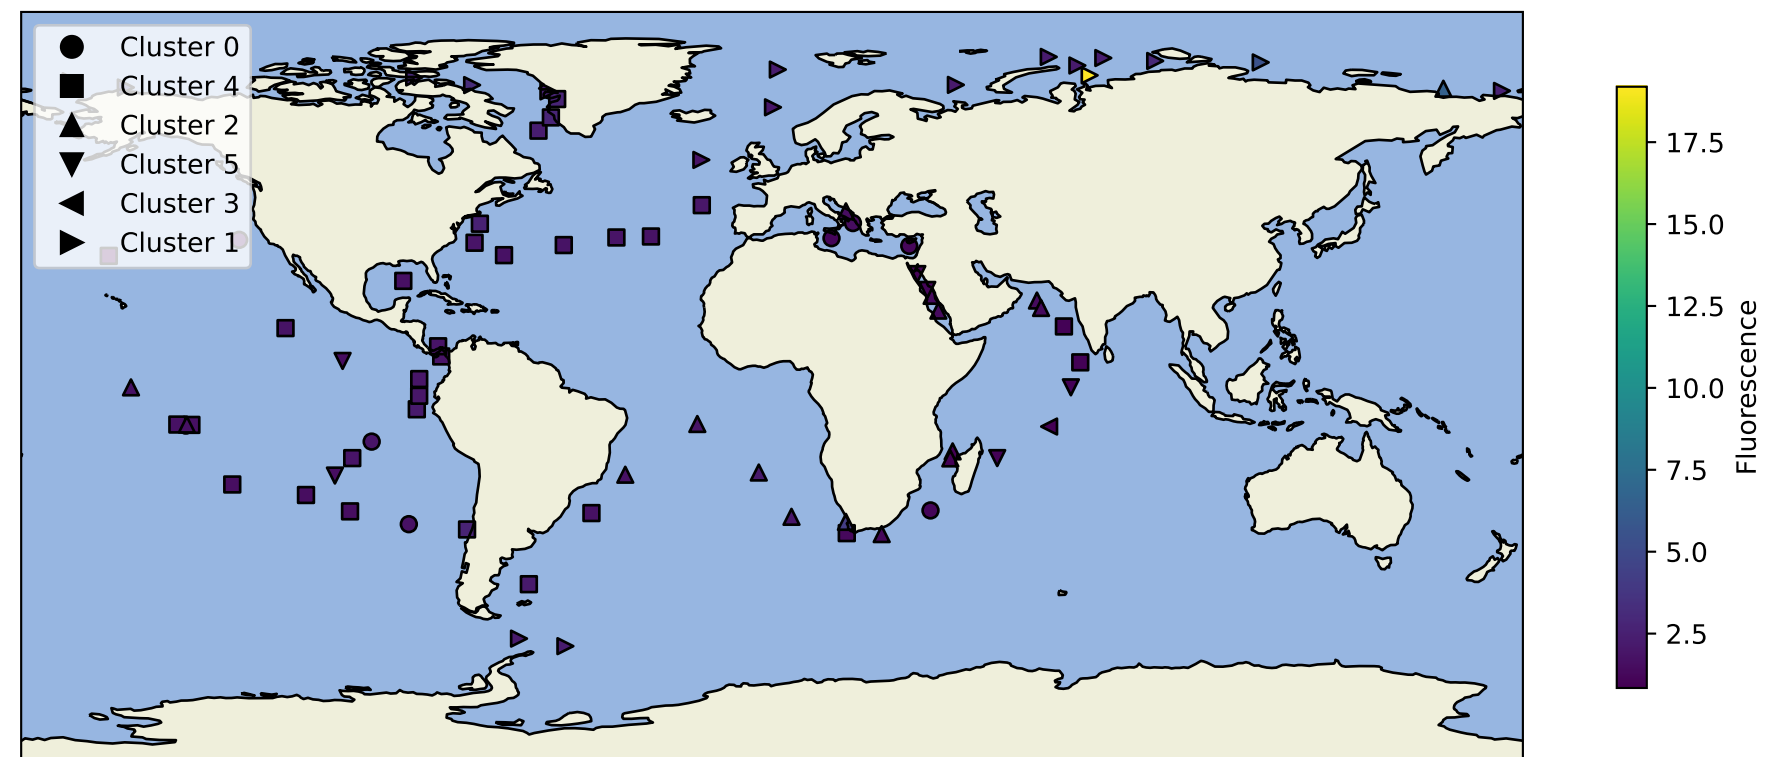 Cluster 0
Cluster 4
Cluster 2
Cluster 5
Cluster 3
Cluster 1
17.5
15.0
12.5
10.0
7.5
5.0
2.5
Fluorescence